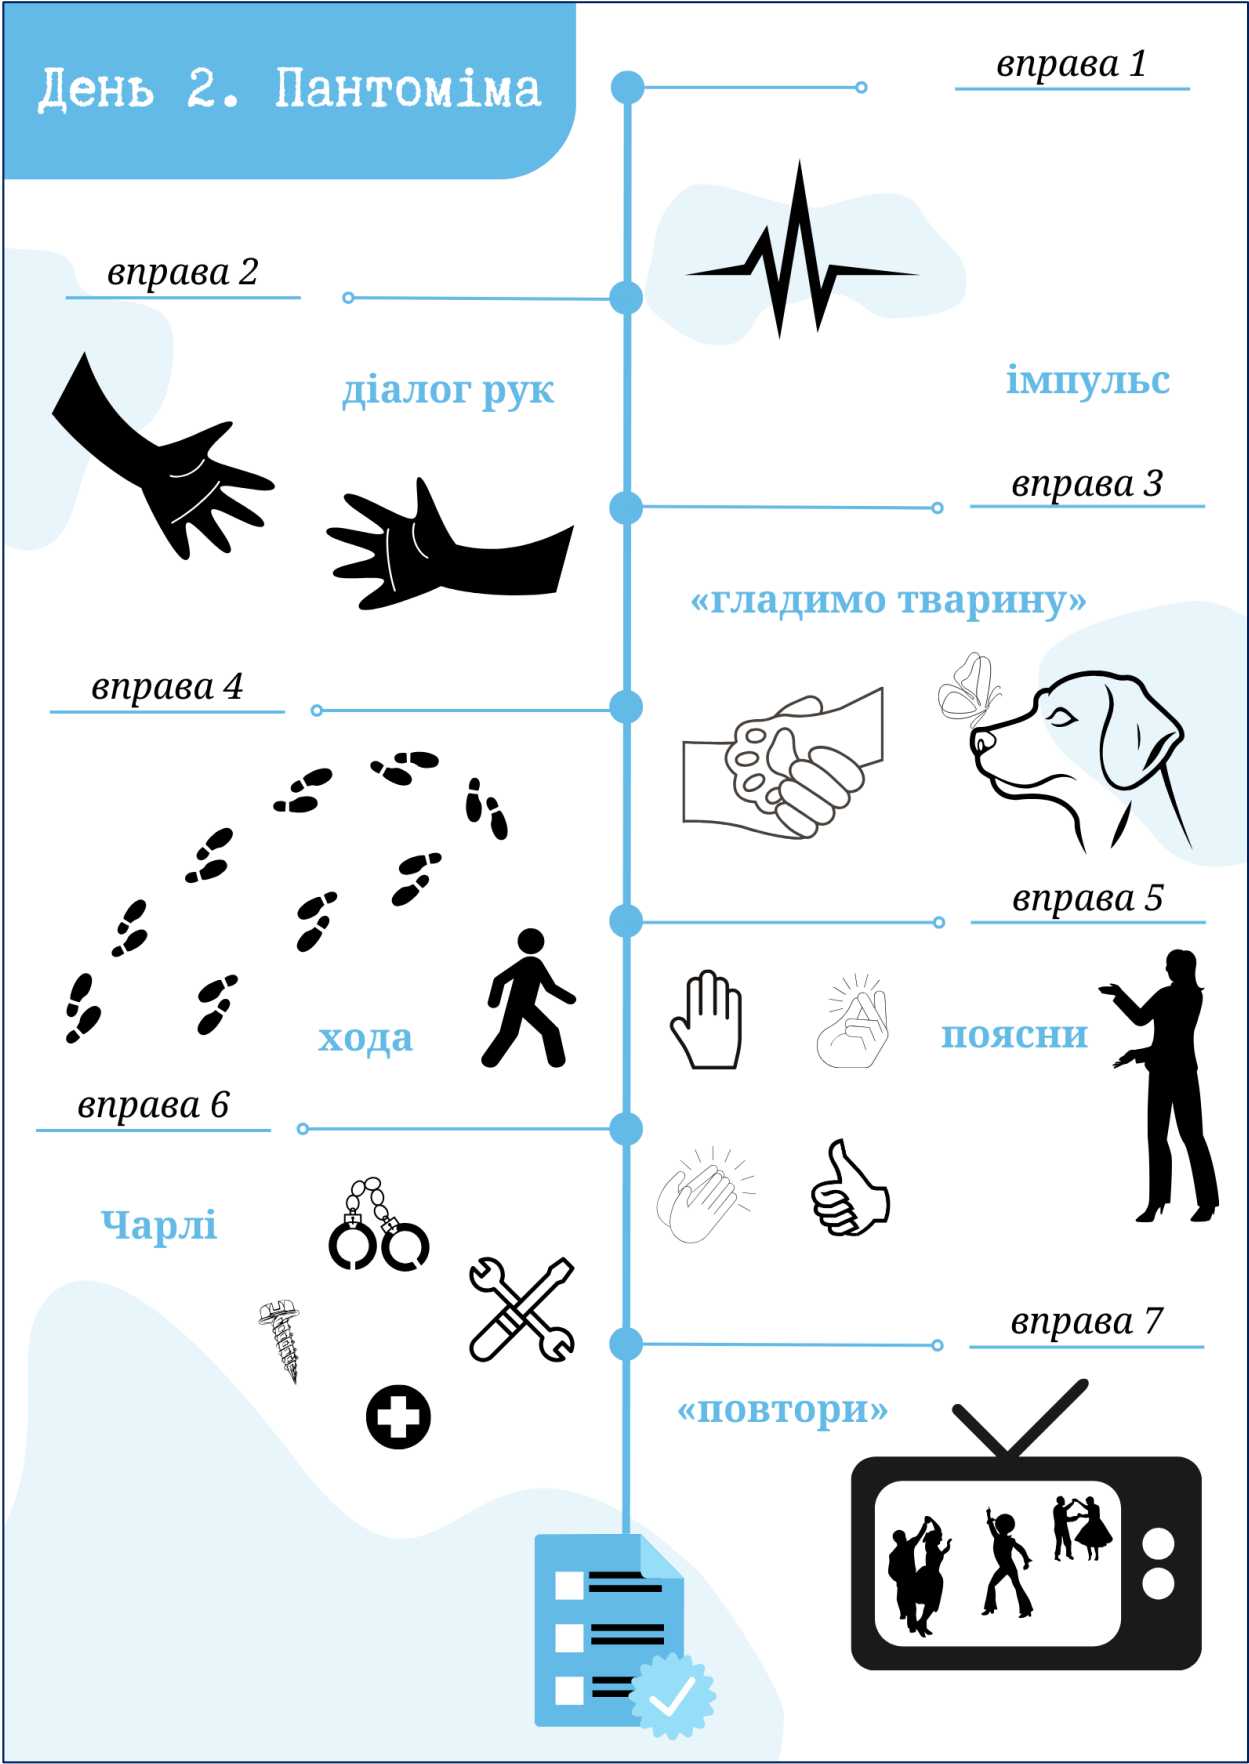 День 2. Пантоміма
вправа 1
імпульс
вправа 2
діалог рук
вправа 3
«гладимо тварину»
вправа 4
хода
вправа 5
поясни
вправа 6
Чарлі
вправа 7
«повтори»